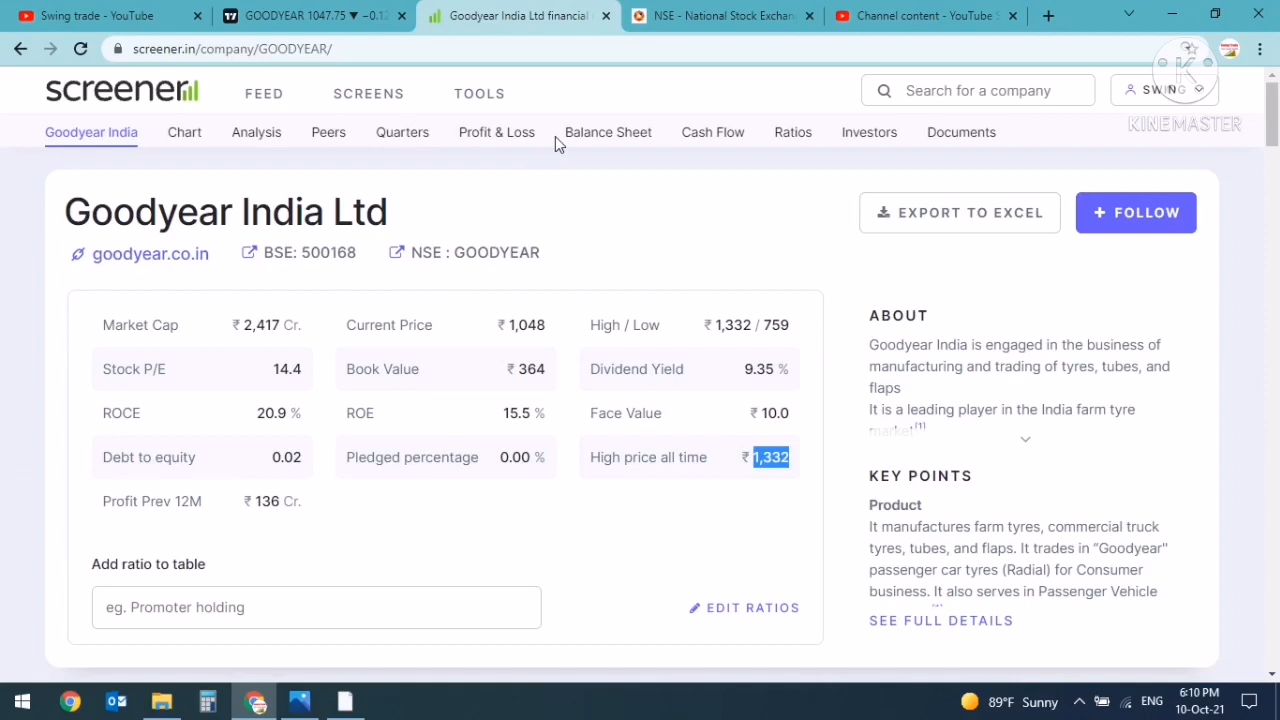 Swing trade - YouTube
GOODYEAR 1047.75 ▼ −0.12
Goodyear India Ltd financial
NSE - National Stock Exchan
Channel content - YouTube S
screener.in/company/GOODYEAR/
screener
FEED
SCREENS
TOOLS
Search for a company
SWING
KINEMASTER
Goodyear India
Chart
Analysis
Peers
Quarters
Profit & Loss
Balance Sheet
Cash Flow
Ratios
Investors
Documents
Goodyear India Ltd
EXPORT TO EXCEL
FOLLOW
goodyear.co.in
BSE: 500168
NSE : GOODYEAR
Market Cap ₹ 2,417 Cr.
Current Price ₹ 1,048
High / Low ₹ 1,332 / 759
Stock P/E 14.4
Book Value ₹ 364
Dividend Yield 9.35 %
ROCE 20.9 %
ROE 15.5 %
Face Value ₹ 10.0
Debt to equity 0.02
Pledged percentage 0.00 %
High price all time ₹ 1,332
Profit Prev 12M ₹ 136 Cr.
Add ratio to table
eg. Promoter holding
EDIT RATIOS
ABOUT
Goodyear India is engaged in the business of
manufacturing and trading of tyres, tubes, and
flaps
It is a leading player in the India farm tyre
market[1]
KEY POINTS
Product
It manufactures farm tyres, commercial truck
tyres, tubes, and flaps. It trades in "Goodyear"
passenger car tyres (Radial) for Consumer
business. It also serves in Passenger Vehicle
SEE FULL DETAILS
89°F Sunny
ENG
6:10 PM
10-Oct-21